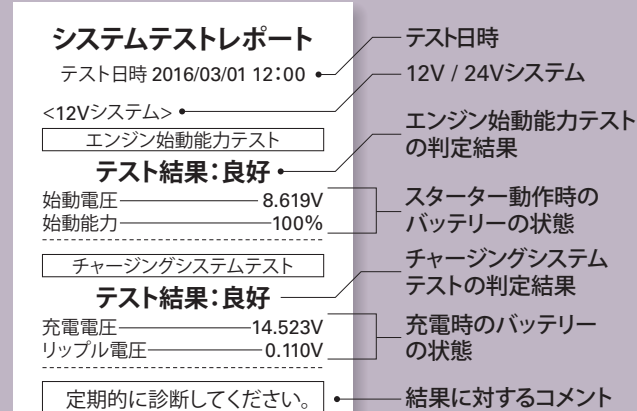 システムテストレポート
テスト日時 2016/03/01 12:00
<12Vシステム>
エンジン始動能力テスト
テスト結果：良好
始動電圧 8.619V
始動能力 100%
チャージングシステムテスト
テスト結果：良好
充電電圧 14.523V
リップル電圧 0.110V
定期的に診断してください。
テスト日時
12V / 24Vシステム
エンジン始動能力テスト
の判定結果
スターター動作時の
バッテリーの状態
チャージングシステム
テストの判定結果
充電時のバッテリー
の状態
結果に対するコメント